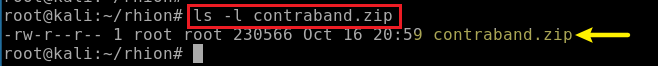 root@kali:~/rhion# ls -l contraband.zip
-rw-r--r-- 1 root root 230566 Oct 16 20:59 contraband.zip
root@kali:~/rhion#